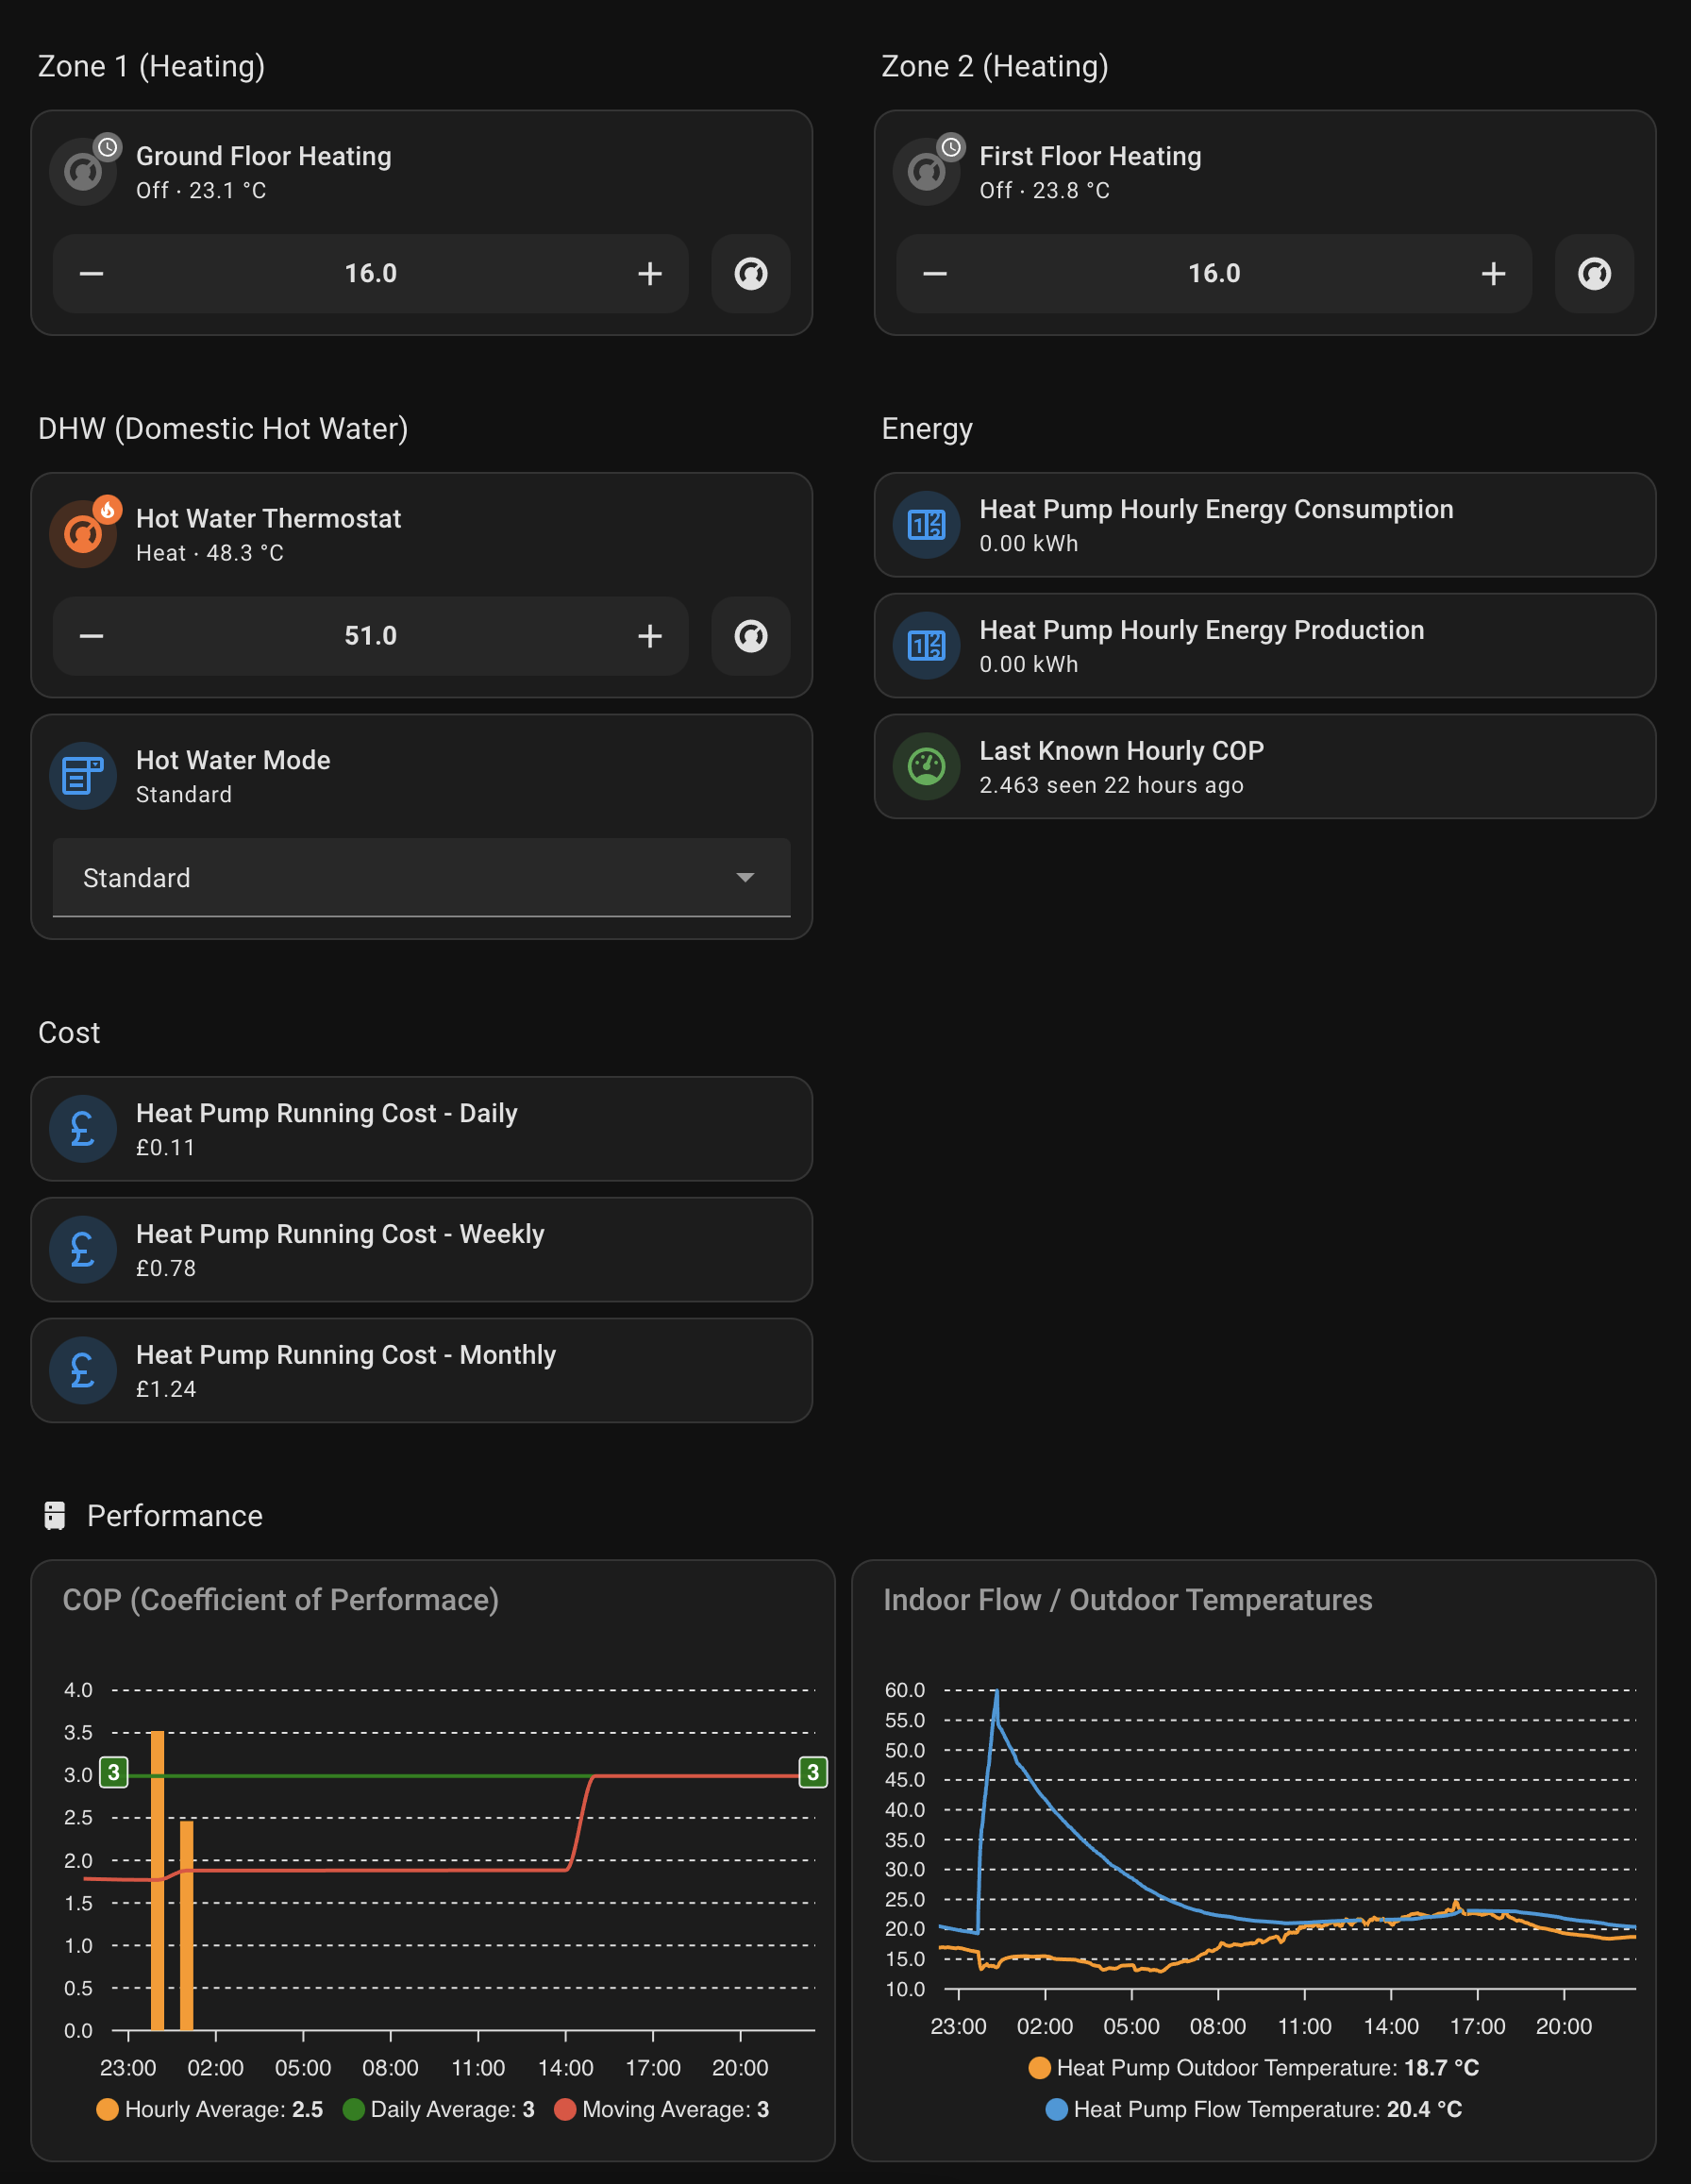 Zone 1 (Heating)
Ground Floor Heating
Off · 23.1 °C
16.0
Zone 2 (Heating)
First Floor Heating
Off · 23.8 °C
16.0
DHW (Domestic Hot Water)
Hot Water Thermostat
Heat · 48.3 °C
51.0
Hot Water Mode
Standard
Standard
Energy
Heat Pump Hourly Energy Consumption
0.00 kWh
Heat Pump Hourly Energy Production
0.00 kWh
Last Known Hourly COP
2.463 seen 22 hours ago
Cost
£
Heat Pump Running Cost - Daily
£0.11
£
Heat Pump Running Cost - Weekly
£0.78
£
Heat Pump Running Cost - Monthly
£1.24
Performance
COP (Coefficient of Performace)
4.0
3.5
3.0
2.5
2.0
1.5
1.0
0.5
0.0
3
3
23:00 02:00 05:00 08:00 11:00 14:00 17:00 20:00
Hourly Average: 2.5 Daily Average: 3 Moving Average: 3
Indoor Flow / Outdoor Temperatures
60.0
55.0
50.0
45.0
40.0
35.0
30.0
25.0
20.0
15.0
10.0
23:00 02:00 05:00 08:00 11:00 14:00 17:00 20:00
Heat Pump Outdoor Temperature: 18.7 °C
Heat Pump Flow Temperature: 20.4 °C